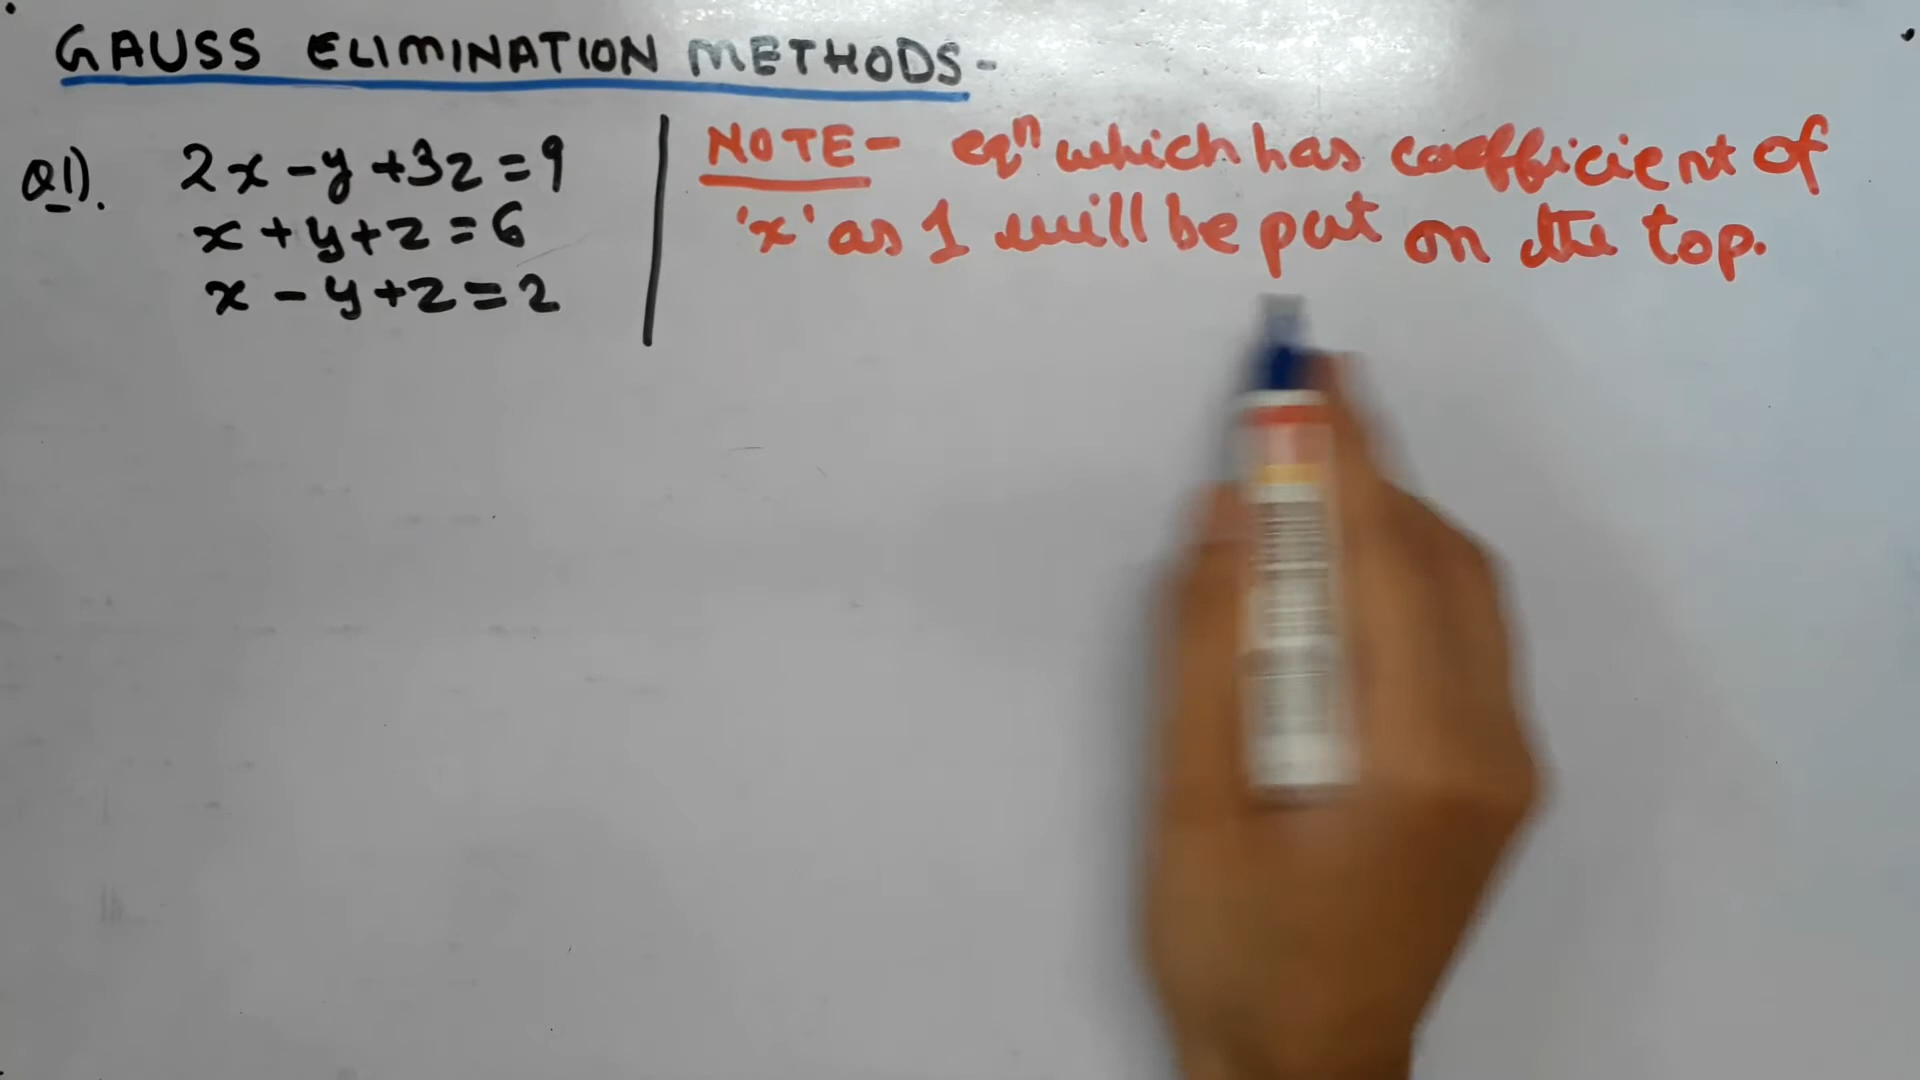 GAUSS ELIMINATION METHODS-
Q1). 2x-y+3z=9
x+y+z=6
x-y+z=2
NOTE- eqⁿ which has coefficient of
'x' as 1 will be put on the top.